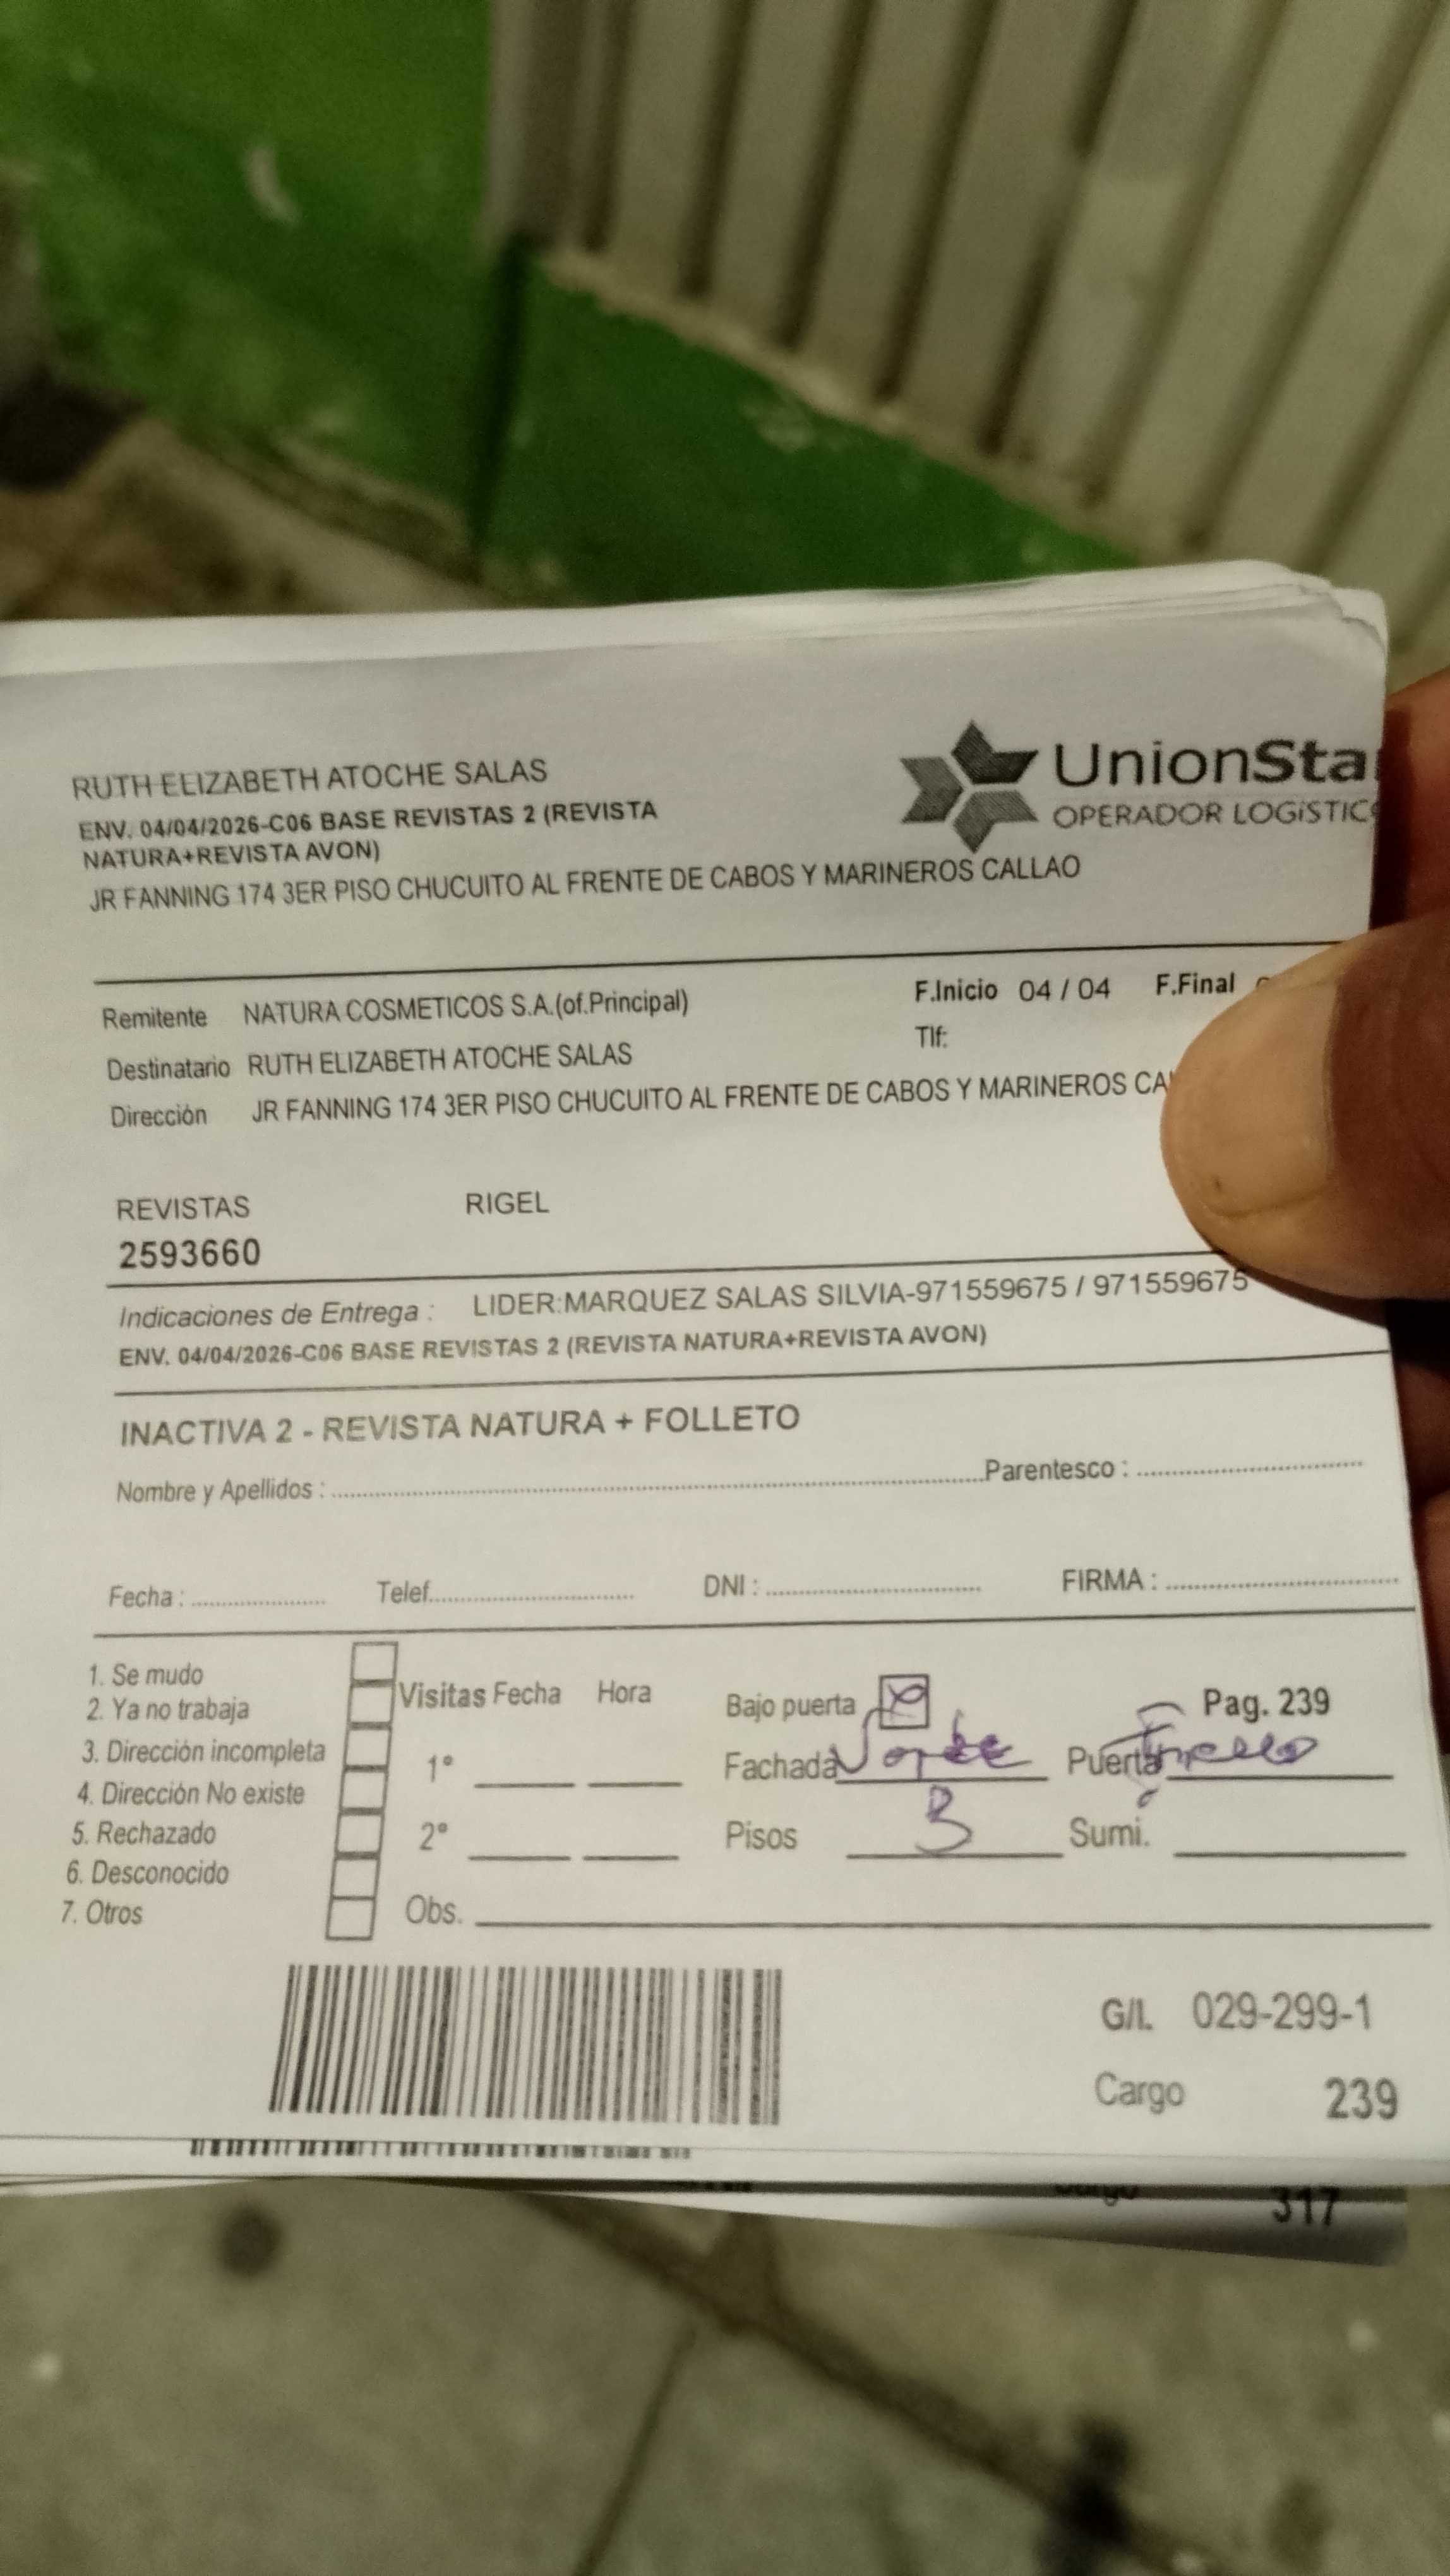 RUTH ELIZABETH ATOCHE SALAS
ENV. 04/04/2026-C06 BASE REVISTAS 2 (REVISTA
NATURA+REVISTA AVON)
JR FANNING 174 3ER PISO CHUCUITO AL FRENTE DE CABOS Y MARINEROS CALLAO
UnionSta
OPERADOR LOGíSTIC
Remitente NATURA COSMETICOS S.A.(of.Principal)
F.Inicio 04 / 04 F.Final
Destinatario RUTH ELIZABETH ATOCHE SALAS
Tlf:
Dirección JR FANNING 174 3ER PISO CHUCUITO AL FRENTE DE CABOS Y MARINEROS CA
REVISTAS RIGEL
2593660
Indicaciones de Entrega : LIDER:MARQUEZ SALAS SILVIA-971559675 / 971559675
ENV. 04/04/2026-C06 BASE REVISTAS 2 (REVISTA NATURA+REVISTA AVON)
INACTIVA 2 - REVISTA NATURA + FOLLETO
Nombre y Apellidos : Parentesco :
Fecha : Telef. DNI : FIRMA :
1. Se mudo
2. Ya no trabaja
3. Dirección incompleta
4. Dirección No existe
5. Rechazado
6. Desconocido
7. Otros
Visitas Fecha Hora
1°
2°
Obs.
Bajo puerta
Pag. 239
Fachada Puerta
Pisos 3 Sumi.
G/L 029-299-1
Cargo 239
Cargo 317